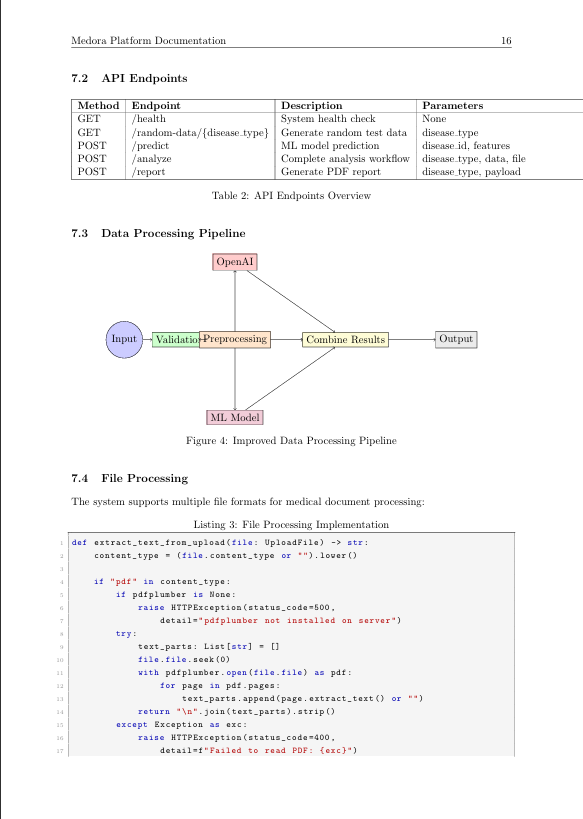 Medora Platform Documentation 16
7.2 API Endpoints
Method Endpoint Description Parameters
GET /health System health check None
GET /random-data/{disease_type} Generate random test data disease_type
POST /predict ML model prediction disease_id, features
POST /analyze Complete analysis workflow disease_type, data, file
POST /report Generate PDF report disease_type, payload
Table 2: API Endpoints Overview
7.3 Data Processing Pipeline
OpenAI
Input Validation Preprocessing Combine Results Output
ML Model
Figure 4: Improved Data Processing Pipeline
7.4 File Processing
The system supports multiple file formats for medical document processing:
Listing 3: File Processing Implementation
1 def extract_text_from_upload(file: UploadFile) -> str:
2     content_type = (file.content_type or "").lower()
3
4     if "pdf" in content_type:
5         if pdfplumber is None:
6             raise HTTPException(status_code=500,
7                 detail="pdfplumber not installed on server")
8         try:
9             text_parts: List[str] = []
10             file.file.seek(0)
11             with pdfplumber.open(file.file) as pdf:
12                 for page in pdf.pages:
13                     text_parts.append(page.extract_text() or "")
14             return "\n".join(text_parts).strip()
15         except Exception as exc:
16             raise HTTPException(status_code=400,
17                 detail=f"Failed to read PDF: {exc}")